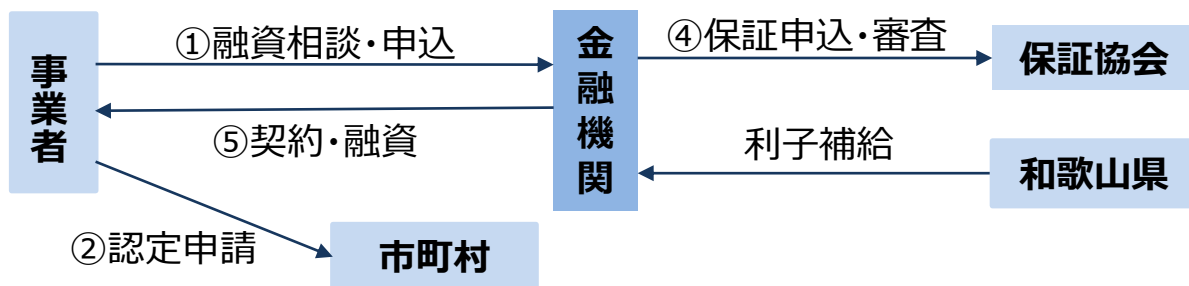 ①融資相談・申込
④保証申込・審査
事業者
金融機関
保証協会
⑤契約・融資
利子補給
和歌山県
②認定申請
市町村